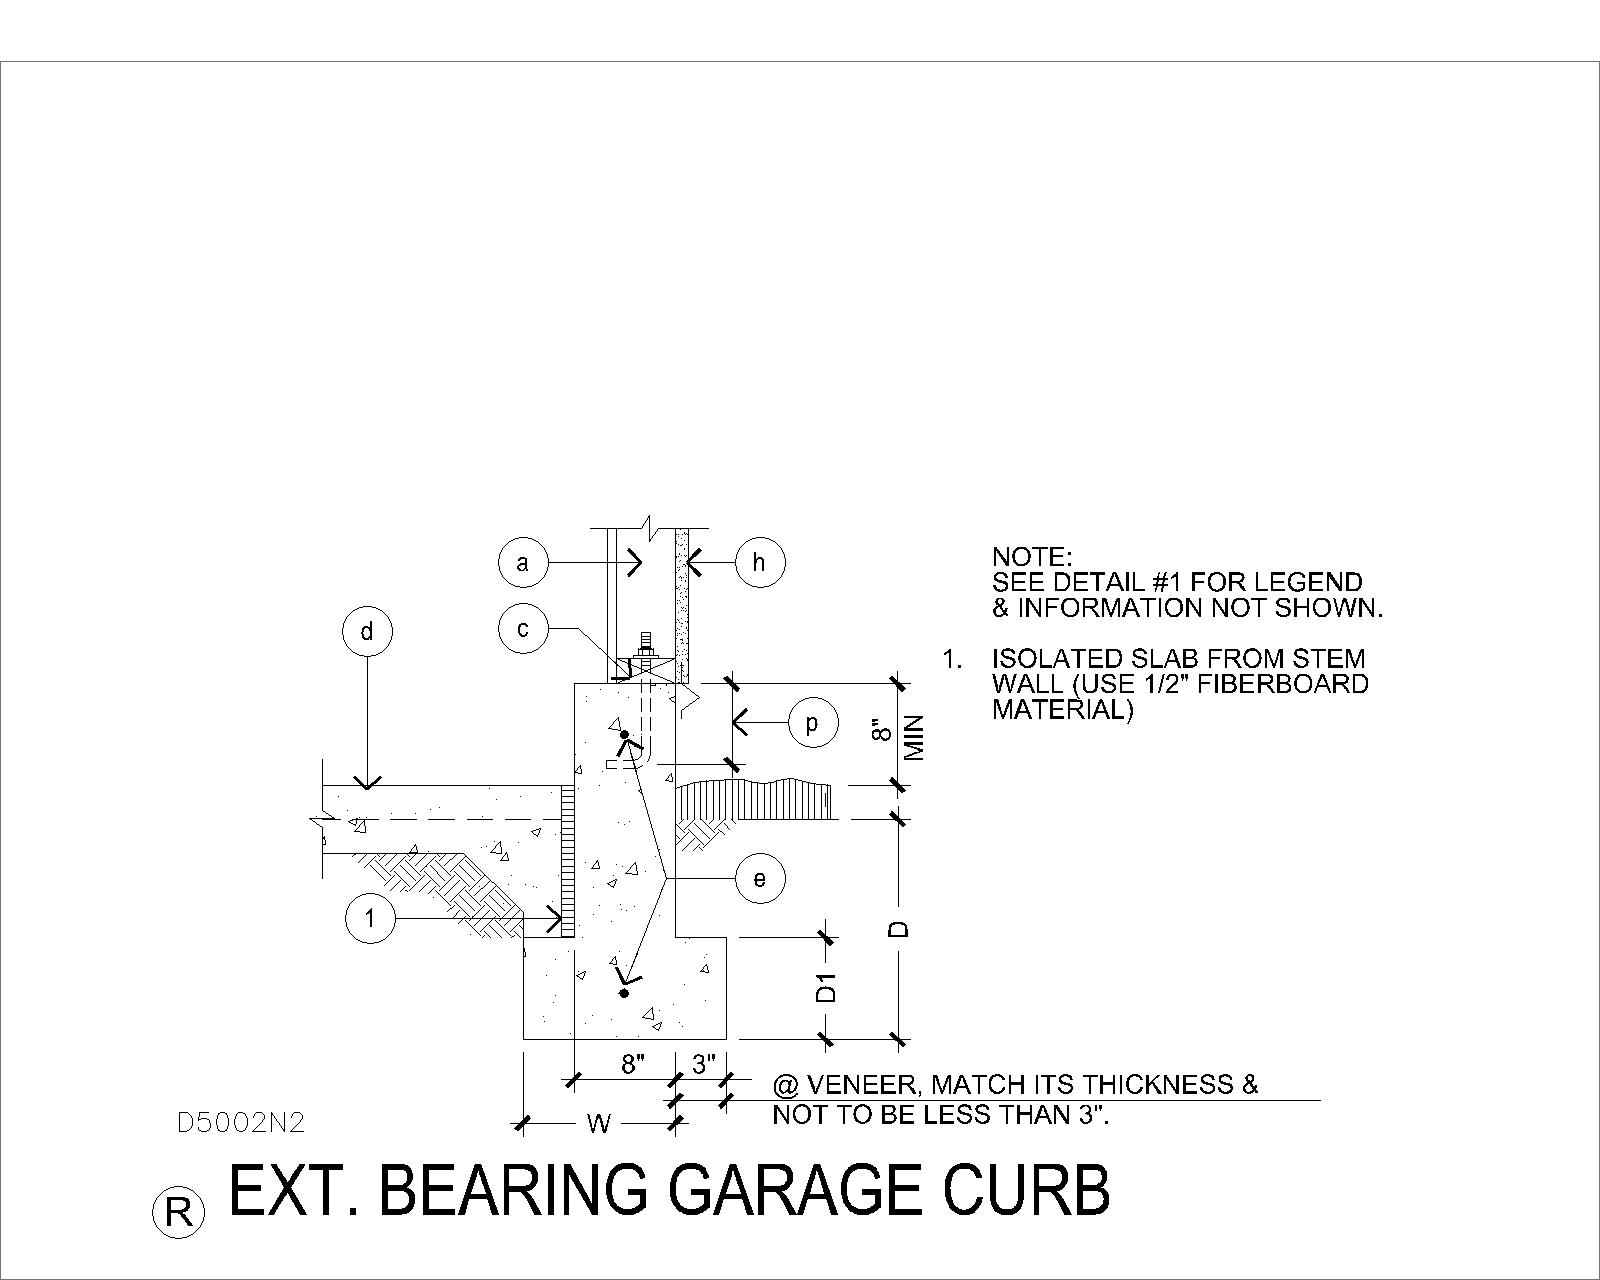 a
h
c
d
NOTE:
SEE DETAIL #1 FOR LEGEND
& INFORMATION NOT SHOWN.
1. ISOLATED SLAB FROM STEM
WALL (USE 1/2" FIBERBOARD
MATERIAL)
p
8"
MIN
e
1
D
D1
8"
3"
W
@ VENEER, MATCH ITS THICKNESS &
NOT TO BE LESS THAN 3".
D5002N2
R EXT. BEARING GARAGE CURB